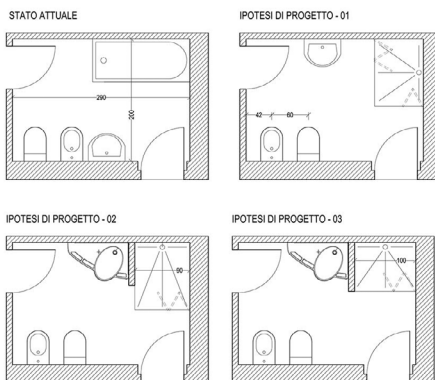 STATO ATTUALE
IPOTESI DI PROGETTO - 01
290
200
42
60
IPOTESI DI PROGETTO - 02
IPOTESI DI PROGETTO - 03
90
100